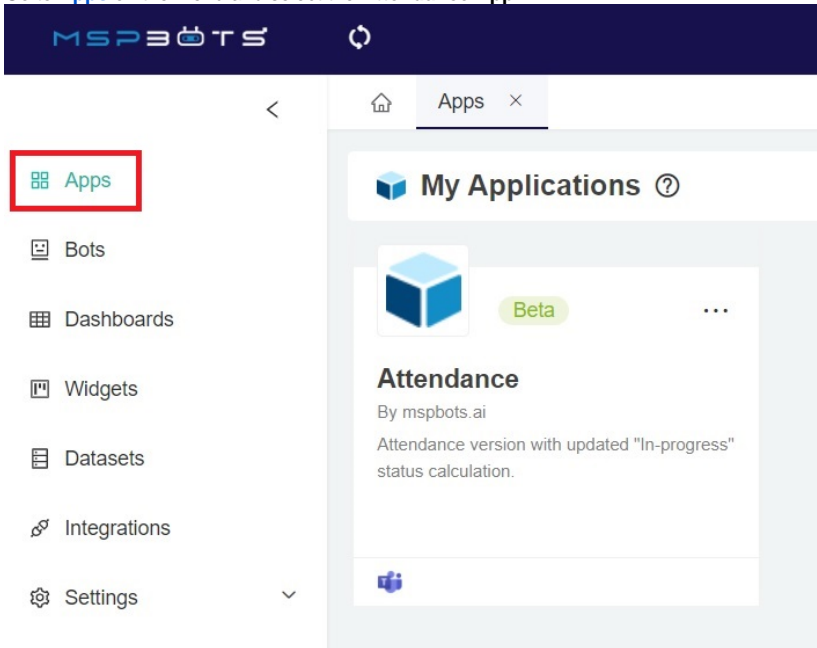 MSPBOTS
Apps
My Applications
Apps
Bots
Dashboards
Widgets
Datasets
Integrations
Settings
Beta
Attendance
By mspbots.ai
Attendance version with updated "In-progress"
status calculation.